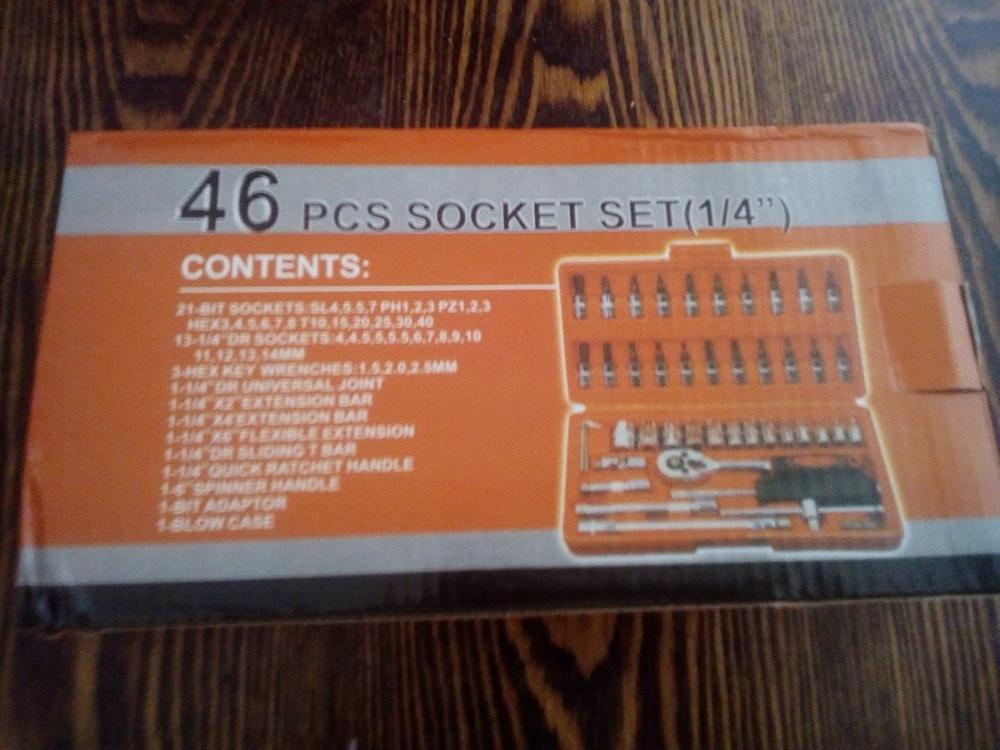 46 PCS SOCKET SET(1/4")
CONTENTS:
21-BIT SOCKETS:SL4,5.5,7 PH1,2,3 PZ1,2,3
HEX3,4,5,6,7,8 T10,15,20,25,30,40
13-1/4"DR SOCKETS:4,4.5,5,5.5,6,7,8,9,10
11,12,13,14MM
3-HEX KEY WRENCHES:1.5,2.0,2.5MM
1-1/4"DR UNIVERSAL JOINT
1-1/4"X2"EXTENSION BAR
1-1/4"X4"EXTENSION BAR
1-1/4"X6"FLEXIBLE EXTENSION
1-1/4"DR SLIDING T BAR
1-1/4"QUICK RATCHET HANDLE
1-6"SPINNER HANDLE
1-BIT ADAPTOR
1-BLOW CASE